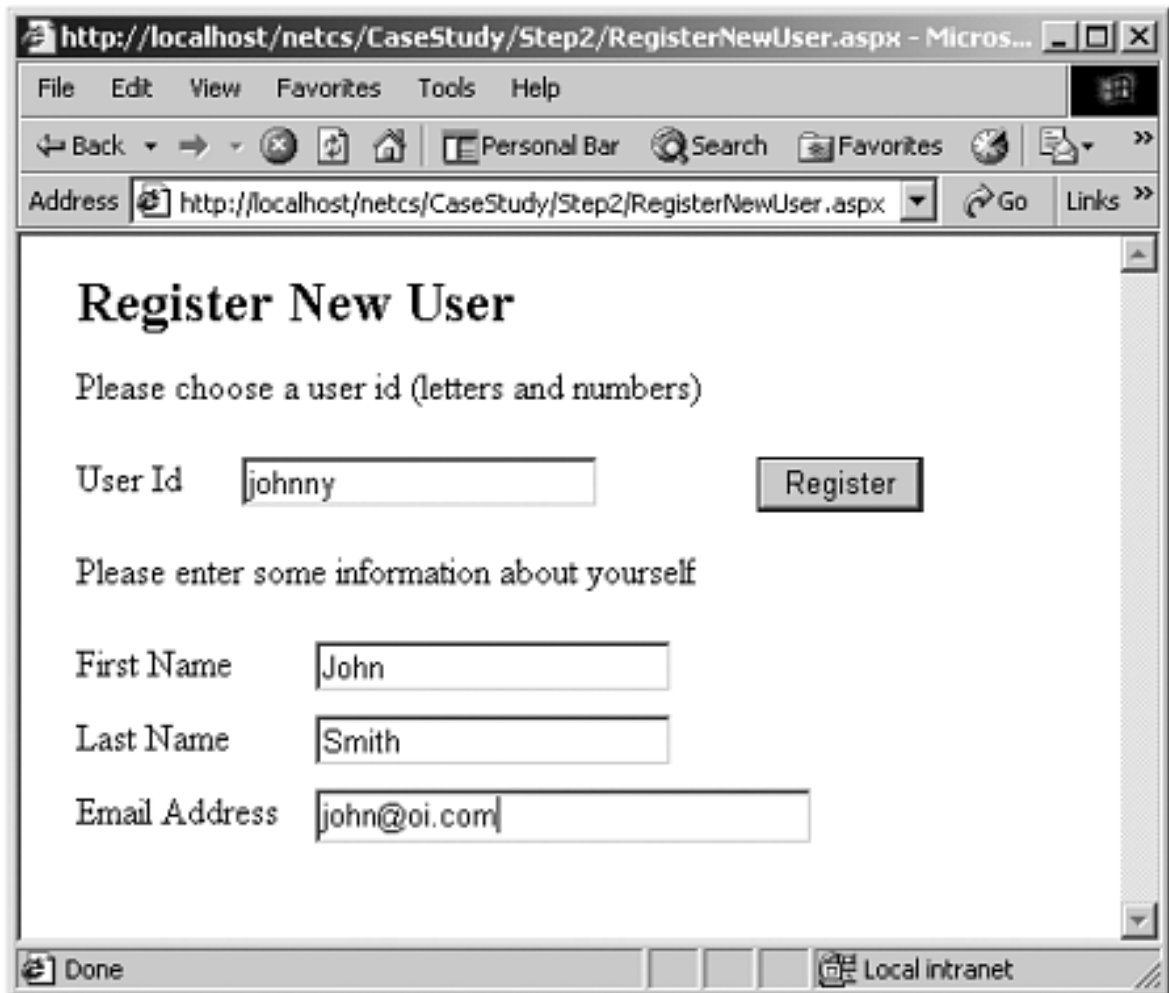 http://localhost/netcs/CaseStudy/Step2/RegisterNewUser.aspx - Micros...
File Edit View Favorites Tools Help
Back Personal Bar Search Favorites »
Address http://localhost/netcs/CaseStudy/Step2/RegisterNewUser.aspx Go Links »
Register New User
Please choose a user id (letters and numbers)
User Id johnny Register
Please enter some information about yourself
First Name John
Last Name Smith
Email Address john@oi.com
Done Local intranet